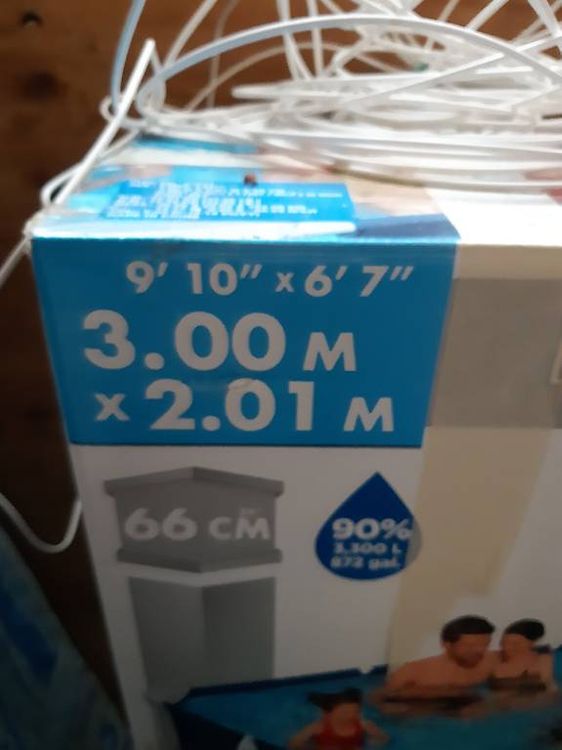 9' 10" x 6' 7"
3.00 M
x 2.01 M
66 CM
90%
3,300 L
872 gal.